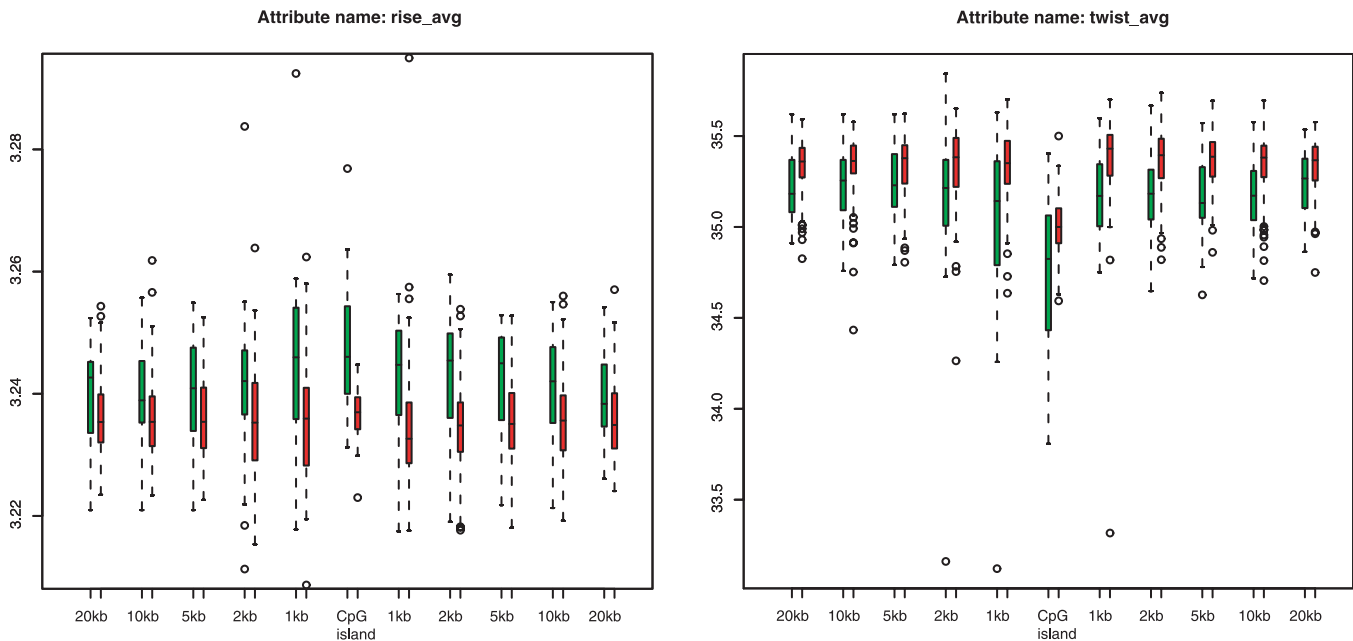 Attribute name: rise_avg
3.28
3.26
3.24
3.22
20kb 10kb 5kb 2kb 1kb CpG island 1kb 2kb 5kb 10kb 20kb
Attribute name: twist_avg
35.5
35.0
34.5
34.0
33.5
20kb 10kb 5kb 2kb 1kb CpG island 1kb 2kb 5kb 10kb 20kb